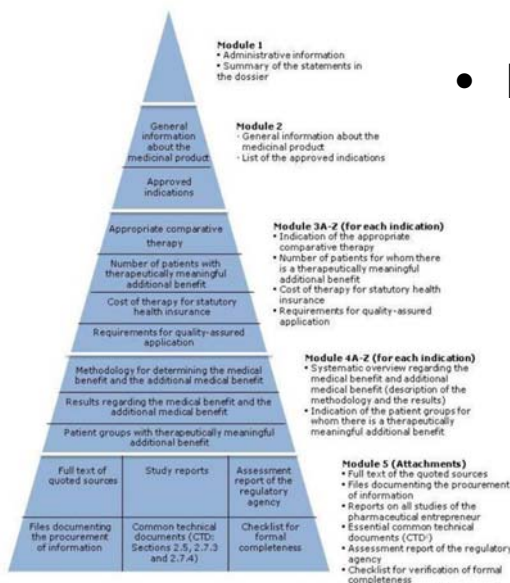 Module 1
• Administrative information
• Summary of the statements in
the dossier
General
information
about the
medicinal product
Approved
indications
Module 2
· General information about the
medicinal product
· List of the approved indications
Appropriate comparative
therapy
Number of patients with
therapeutically meaningful
additional benefit
Cost of therapy for statutory
health insurance
Requirements for quality-assured
application
Module 3A-Z (for each indication)
• Indication of the appropriate
comparative therapy
• Number of patients for whom there
is a therapeutically meaningful
additional benefit
• Cost of therapy for statutory health
insurance
• Requirements for quality-assured
application
Methodology for determining the medical
benefit and the additional medical benefit
Results regarding the medical benefit and the
additional medical benefit
Patient groups with therapeutically meaningful
additional benefit
Module 4A-Z (for each indication)
• Systematic overview regarding the
medical benefit and additional
medical benefit (description of the
methodology and the results)
• Indication of the patient groups for
whom there is a therapeutically
meaningful additional benefit
Full text of
quoted sources
Study reports
Assessment
report of the
regulatory
agency
Files documenting
the procurement
of information
Common technical
documents (CTD:
Sections 2.5, 2.7.3
and 2.7.4)
Checklist for
formal
completeness
Module 5 (Attachments)
• Full text of the quoted sources
• Files documenting the procurement
of information
• Reports on all studies of the
pharmaceutical entrepreneur
• Essential common technical
documents (CTD)
• Assessment report of the regulatory
agency
• Checklist for verification of formal
completeness